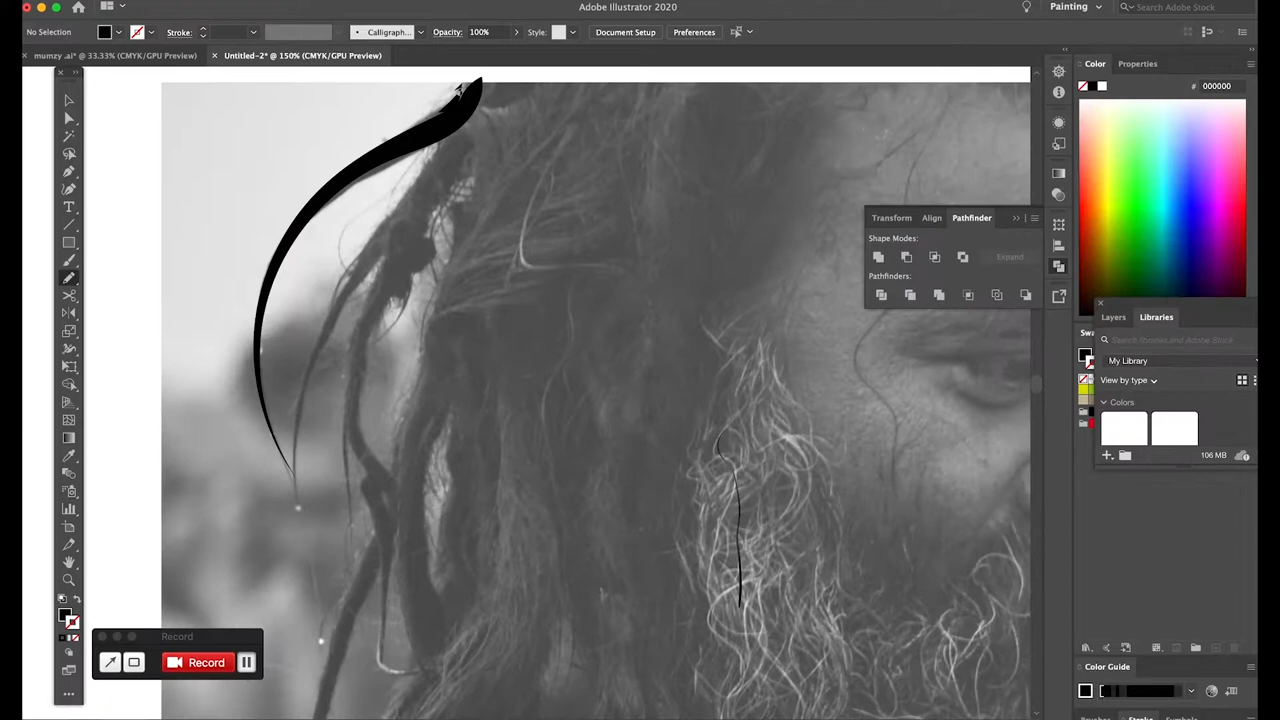 Adobe Illustrator 2020
Painting
Search Adobe Stock
No Selection
Stroke:
Calligraph...
Opacity: 100%
Style:
Document Setup
Preferences
mumzy .ai* @ 33.33% (CMYK/GPU Preview)
Untitled-2* @ 150% (CMYK/GPU Preview)
Color
Properties
# 000000
Transform
Align
Pathfinder
Shape Modes:
Expand
Pathfinders:
Layers
Libraries
Swa
My Library
View by type
Colors
106 MB
Record
Record
Color Guide
Stroke